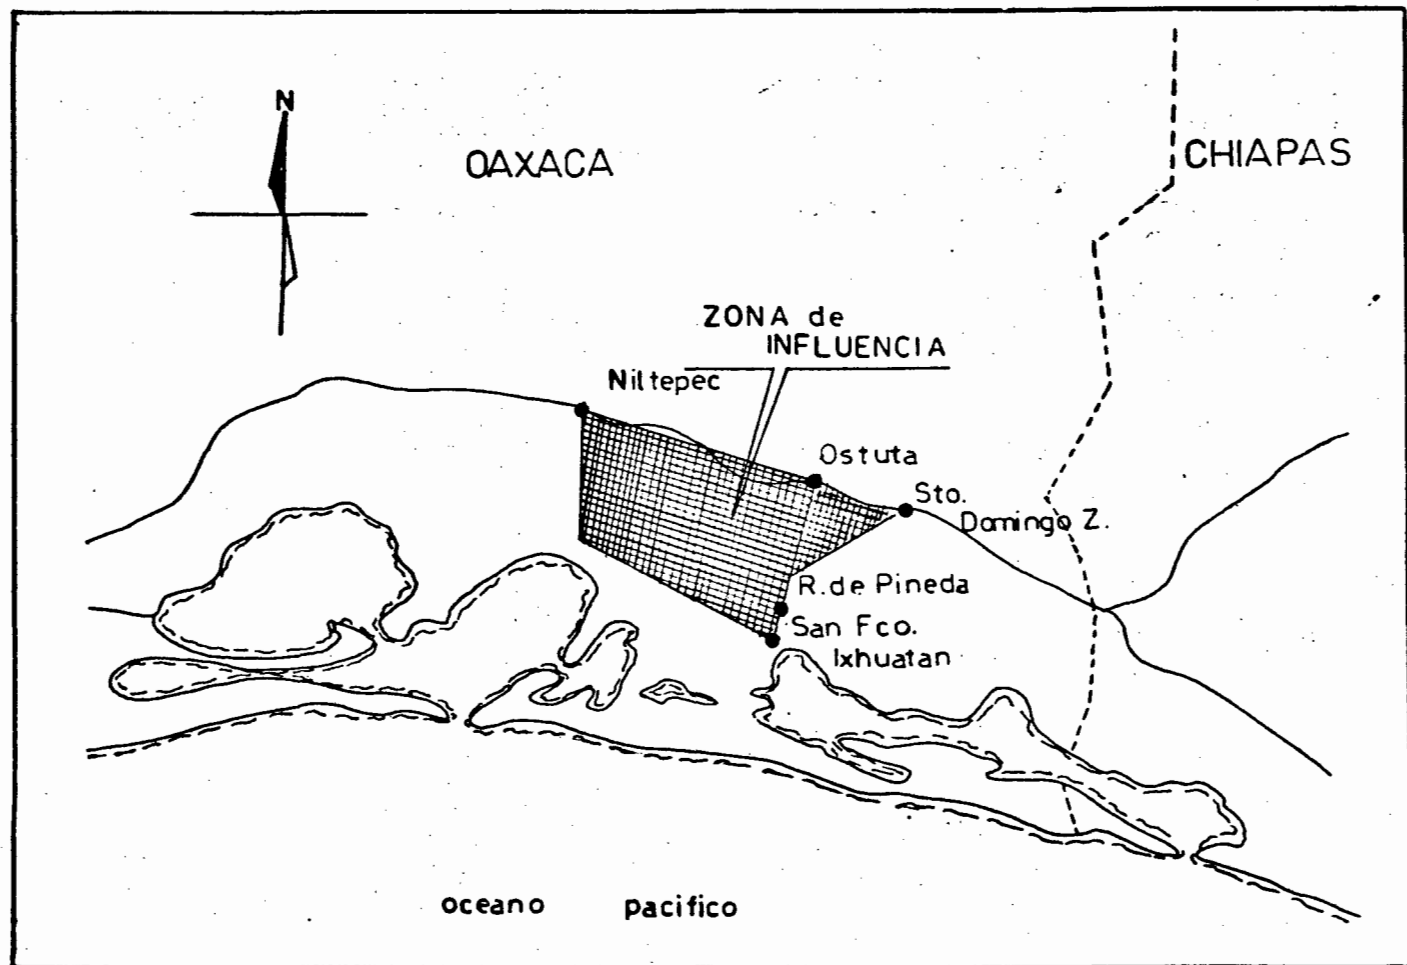 N
OAXACA
CHIAPAS
ZONA de
INFLUENCIA
Niltepec
Ostuta
Sto.
Domingo Z.
R. de Pineda
San Fco.
Ixhuatan
oceano pacifico